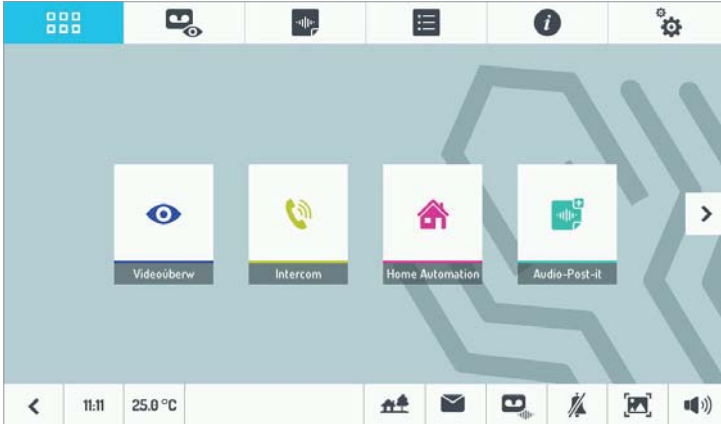 Videoüberw
Intercom
Home Automation
Audio-Post-it
11:11
25.0 °C